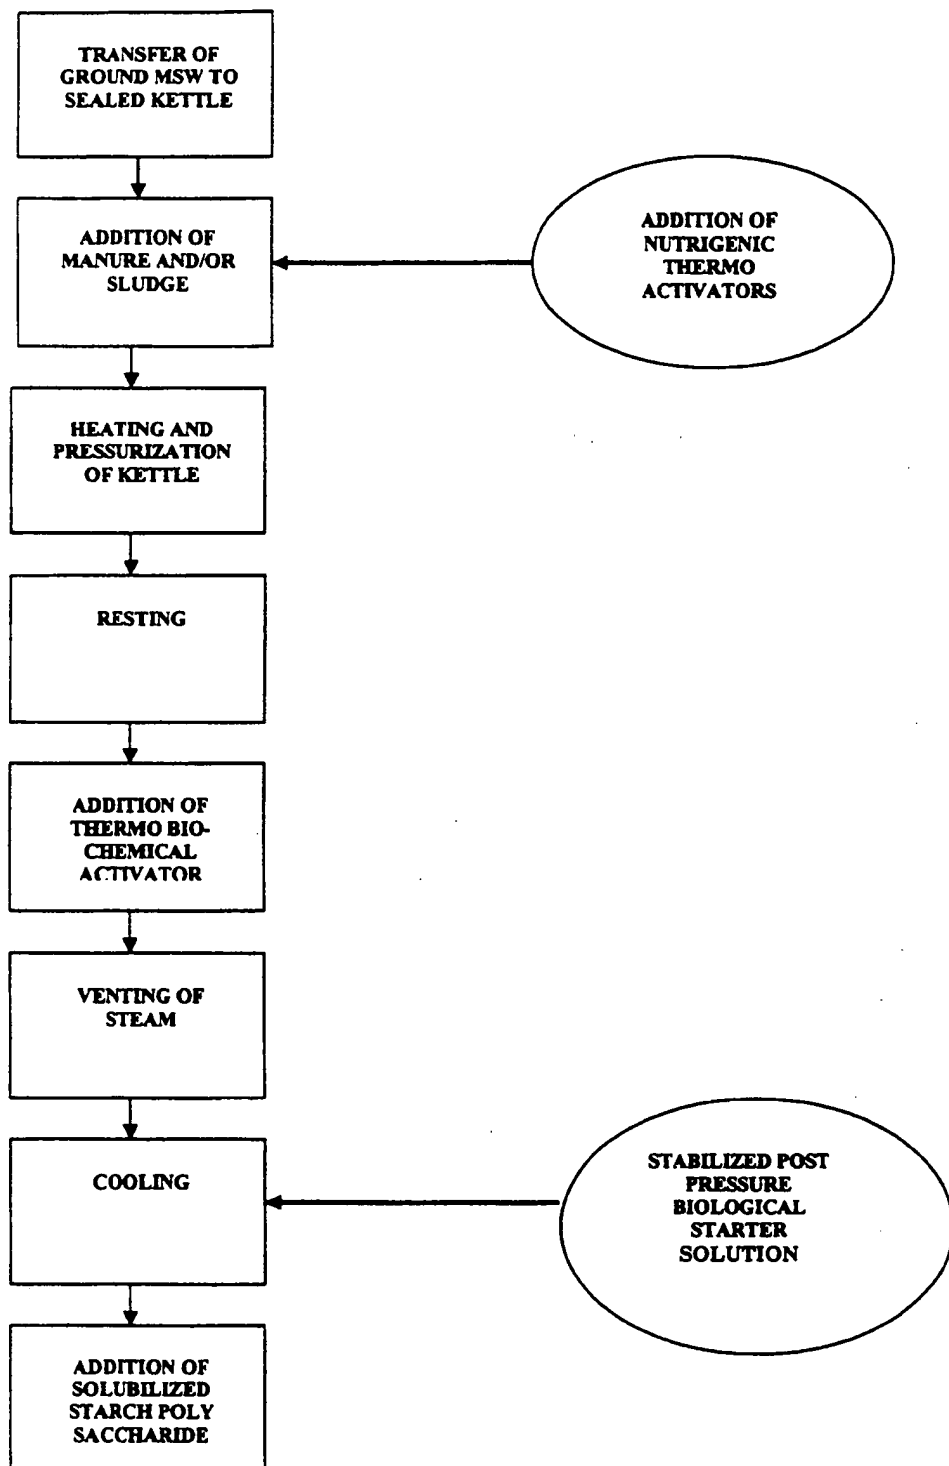 TRANSFER OF
GROUND MSW TO
SEALED KETTLE
ADDITION OF
MANURE AND/OR
SLUDGE
ADDITION OF
NUTRIGENIC
THERMO
ACTIVATORS
HEATING AND
PRESSURIZATION
OF KETTLE
RESTING
ADDITION OF
THERMO BIO-
CHEMICAL
ACTIVATOR
VENTING OF
STEAM
COOLING
STABILIZED POST
PRESSURE
BIOLOGICAL
STARTER
SOLUTION
ADDITION OF
SOLUBILIZED
STARCH POLY
SACCHARIDE